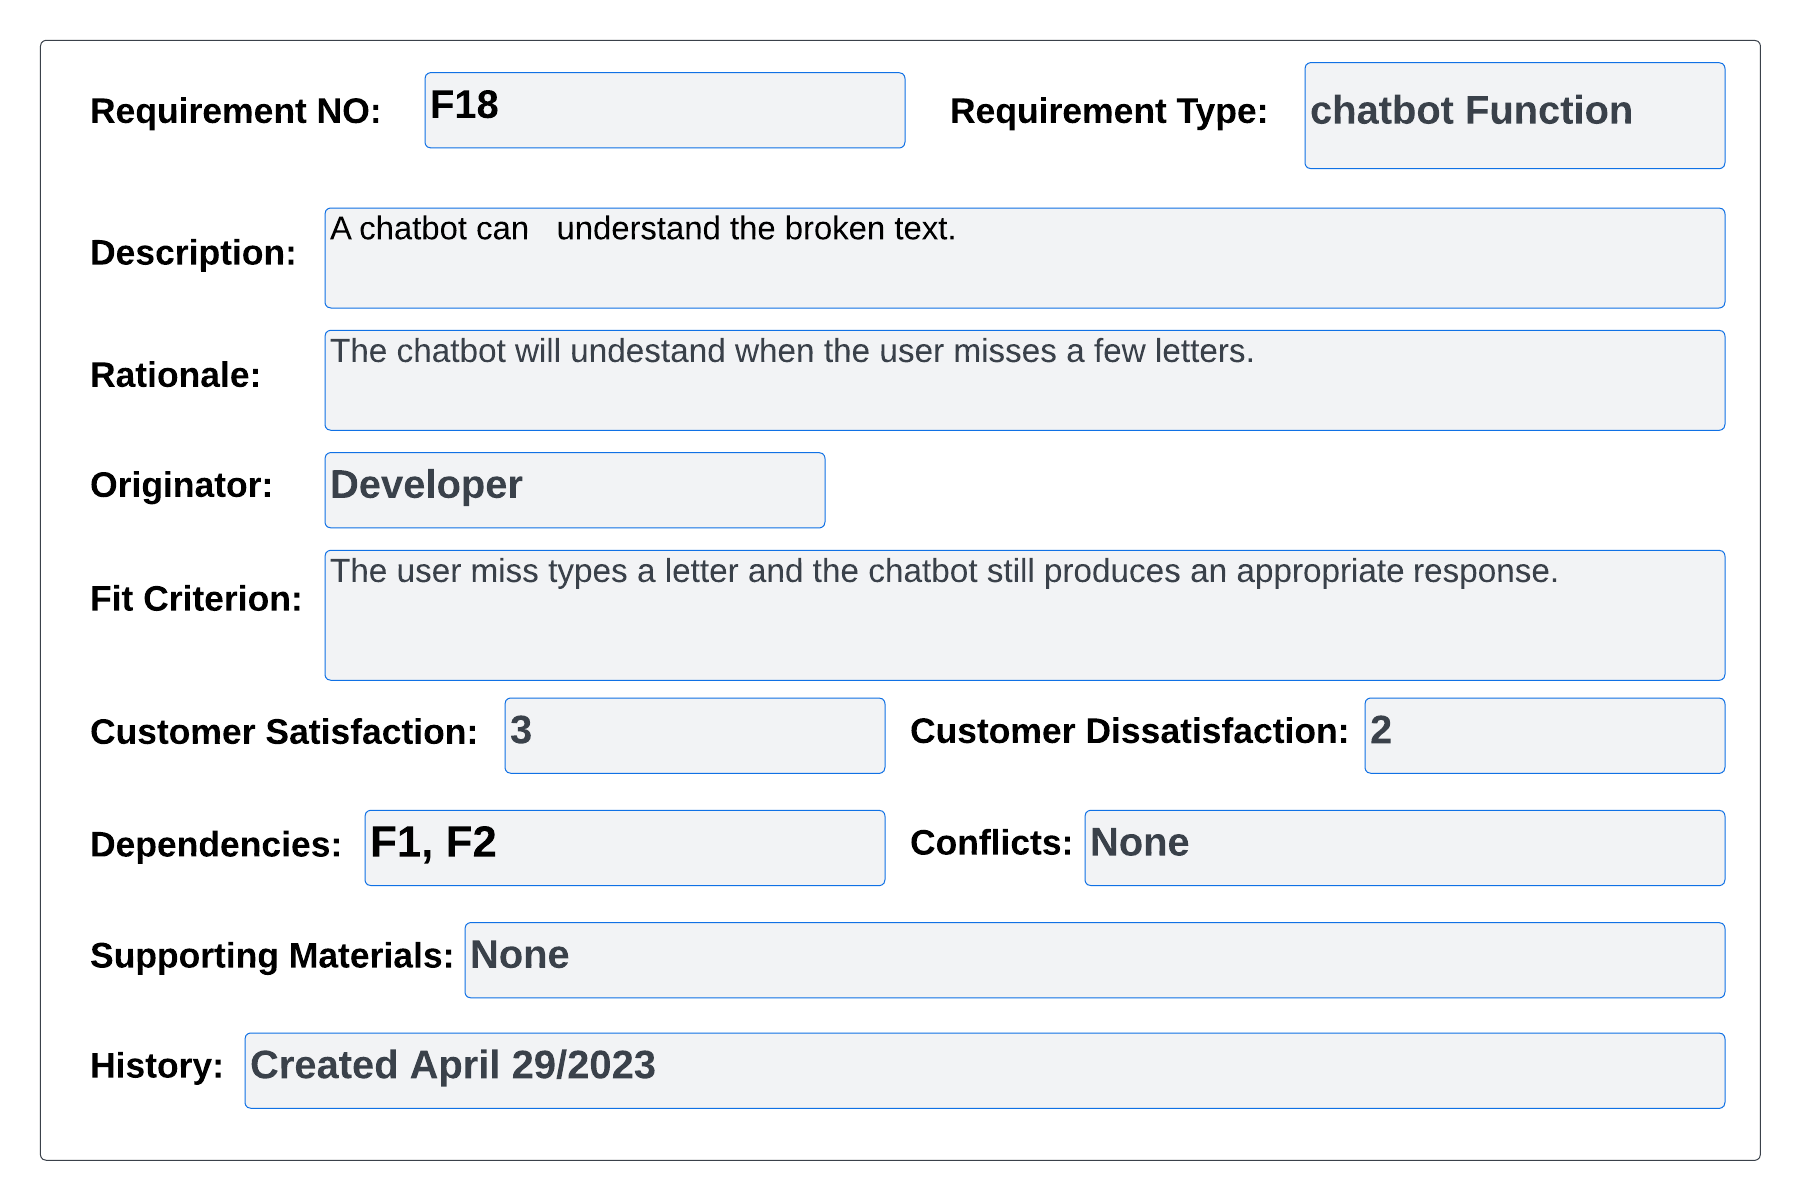 Requirement NO: F18 Requirement Type: chatbot Function
Description: A chatbot can   understand the broken text.
Rationale: The chatbot will undestand when the user misses a few letters.
Originator: Developer
Fit Criterion: The user miss types a letter and the chatbot still produces an appropriate response.
Customer Satisfaction: 3 Customer Dissatisfaction: 2
Dependencies: F1, F2 Conflicts: None
Supporting Materials: None
History: Created April 29/2023